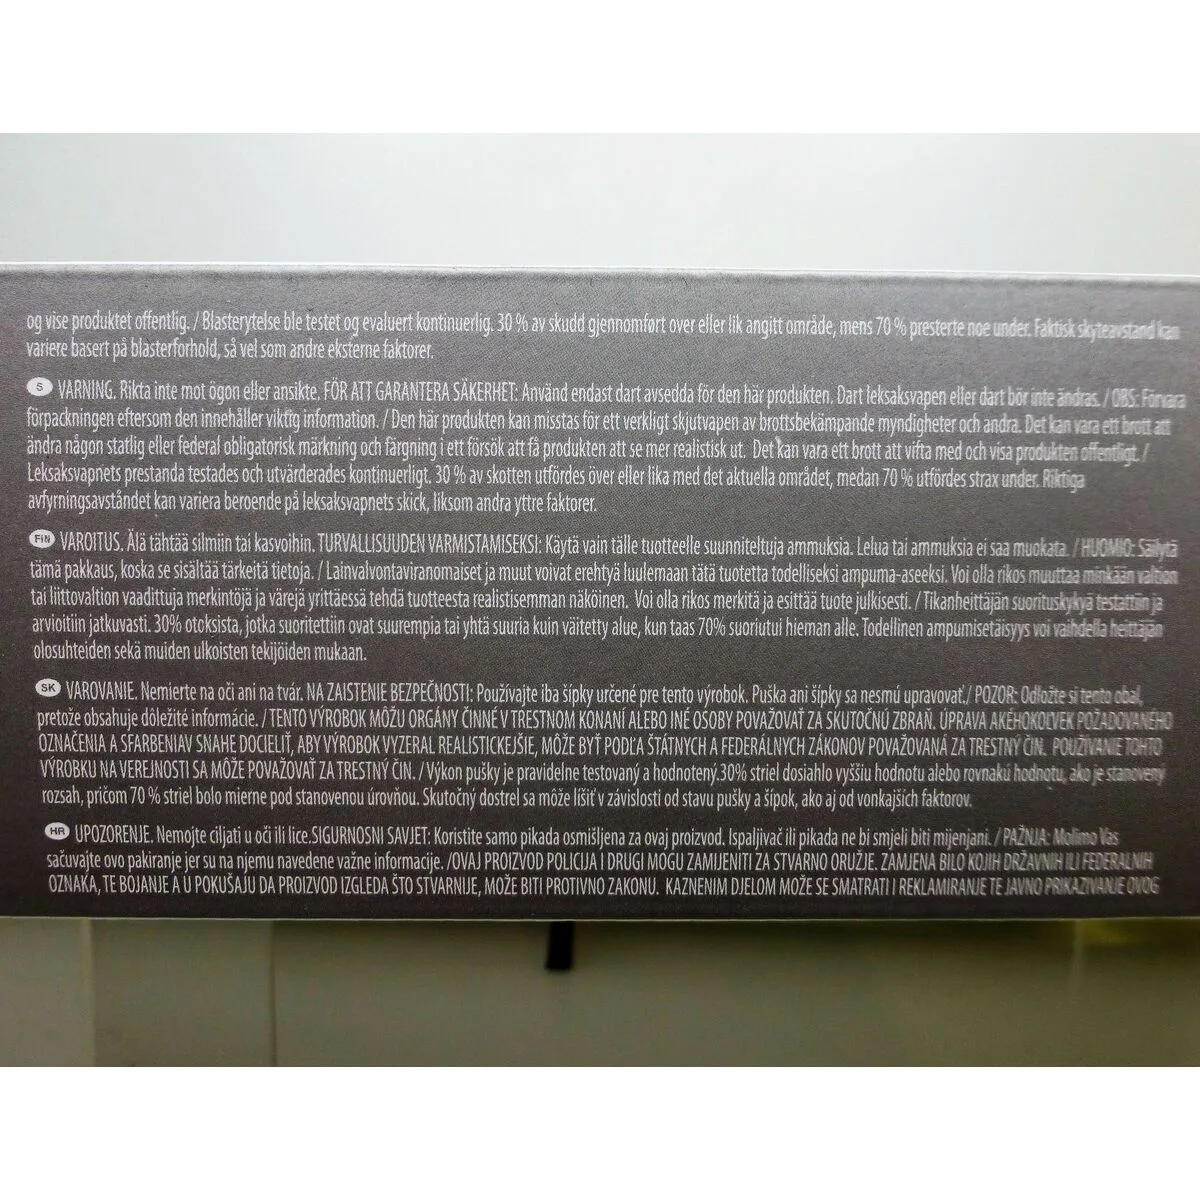 og vise produktet offentlig. / Blasterytelse ble testet og evaluert kontinuerlig. 30 % av skudd gjennomført over eller lik angitt område, mens 70 % presterte noe under. Faktisk skyteavstand kan
variere basert på blasterforhold, så vel som andre eksterne faktorer.
S VARNING. Rikta inte mot ögon eller ansikte. FÖR ATT GARANTERA SÄKERHET: Använd endast dart avsedda för den här produkten. Dart leksaksvapen eller dart bör inte ändras. / OBS: Förvara
förpackningen eftersom den innehåller viktig information. / Den här produkten kan misstas för ett verkligt skjutvapen av brottsbekämpande myndigheter och andra. Det kan vara ett brott att
ändra någon statlig eller federal obligatorisk märkning och färgning i ett försök att få produkten att se mer realistisk ut. Det kan vara ett brott att vifta med och visa produkten offentligt. /
Leksaksvapnets prestanda testades och utvärderades kontinuerligt. 30 % av skotten utfördes över eller lika med det aktuella området, medan 70 % utfördes strax under. Riktiga
avfyrningsavståndet kan variera beroende på leksaksvapnets skick, liksom andra yttre faktorer.
FIN VAROITUS. Älä tähtää silmiin tai kasvoihin. TURVALLISUUDEN VARMISTAMISEKSI: Käytä vain tälle tuotteelle suunniteltuja ammuksia. Lelua tai ammuksia ei saa muokata. / HUOMIO: Säilytä
tämä pakkaus, koska se sisältää tärkeitä tietoja. / Lainvalvontaviranomaiset ja muut voivat erehtyä luulemaan tätä tuotetta todelliseksi ampuma-aseeksi. Voi olla rikos muuttaa minkään valtion
tai liittovaltion vaadittuja merkintöjä ja värejä yrittäessä tehdä tuotteesta realistisemman näköinen. Voi olla rikos merkitä ja esittää tuote julkisesti. / Tikanheittäjän suorituskykyä testattiin ja
arvioitiin jatkuvasti. 30% otoksista, jotka suoritettiin ovat suurempia tai yhtä suuria kuin väitetty alue, kun taas 70% suoriutui hieman alle. Todellinen ampumisetäisyys voi vaihdella heittäjän
olosuhteiden sekä muiden ulkoisten tekijöiden mukaan.
SK VAROVANIE. Nemierte na oči ani na tvár. NA ZAISTENIE BEZPEČNOSTI: Používajte iba šípky určené pre tento výrobok. Puška ani šípky sa nesmú upravovať./ POZOR: Odložte si tento obal,
pretože obsahuje dôležité informácie. / TENTO VÝROBOK MÔŽU ORGÁNY ČINNÉ V TRESTNOM KONANÍ ALEBO INÉ OSOBY POVAŽOVAŤ ZA SKUTOČNÚ ZBRAŇ. ÚPRAVA AKÉHOKOĽVEK POŽADOVANÉHO
OZNAČENIA A SFARBENIAV SNAHE DOCIELIŤ, ABY VÝROBOK VYZERAL REALISTICKEJŠIE, MÔŽE BYŤ PODĽA ŠTÁTNYCH A FEDERÁLNYCH ZÁKONOV POVAŽOVANÁ ZA TRESTNÝ ČIN. POUŽÍVANIE TOHTO
VÝROBKU NA VEREJNOSTI SA MÔŽE POVAŽOVAŤ ZA TRESTNÝ ČIN. / Výkon pušky je pravidelne testovaný a hodnotený.30% striel dosiahlo vyššiu hodnotu alebo rovnakú hodnotu, ako je stanovený
rozsah, pričom 70 % striel bolo mierne pod stanovenou úrovňou. Skutočný dostrel sa môže líšiť v závislosti od stavu pušky a šípok, ako aj od vonkajších faktorov.
HR UPOZORENJE. Nemojte ciljati u oči ili lice.SIGURNOSNI SAVJET: Koristite samo pikada osmišljena za ovaj proizvod. Ispaljivač ili pikada ne bi smjeli biti mijenjani. / PAŽNJA: Molimo Vas
sačuvajte ovo pakiranje jer su na njemu navedene važne informacije. /OVAJ PROIZVOD POLICIJA I DRUGI MOGU ZAMIJENITI ZA STVARNO ORUŽJE. ZAMJENA BILO KOJIH DRŽAVNIH ILI FEDERALNIH
OZNAKA, TE BOJANJE A U POKUŠAJU DA PROIZVOD IZGLEDA ŠTO STVARNIJE, MOŽE BITI PROTIVNO ZAKONU. KAZNENIM DJELOM MOŽE SE SMATRATI I REKLAMIRANJE TE JAVNO PRIKAZIVANJE OVOG